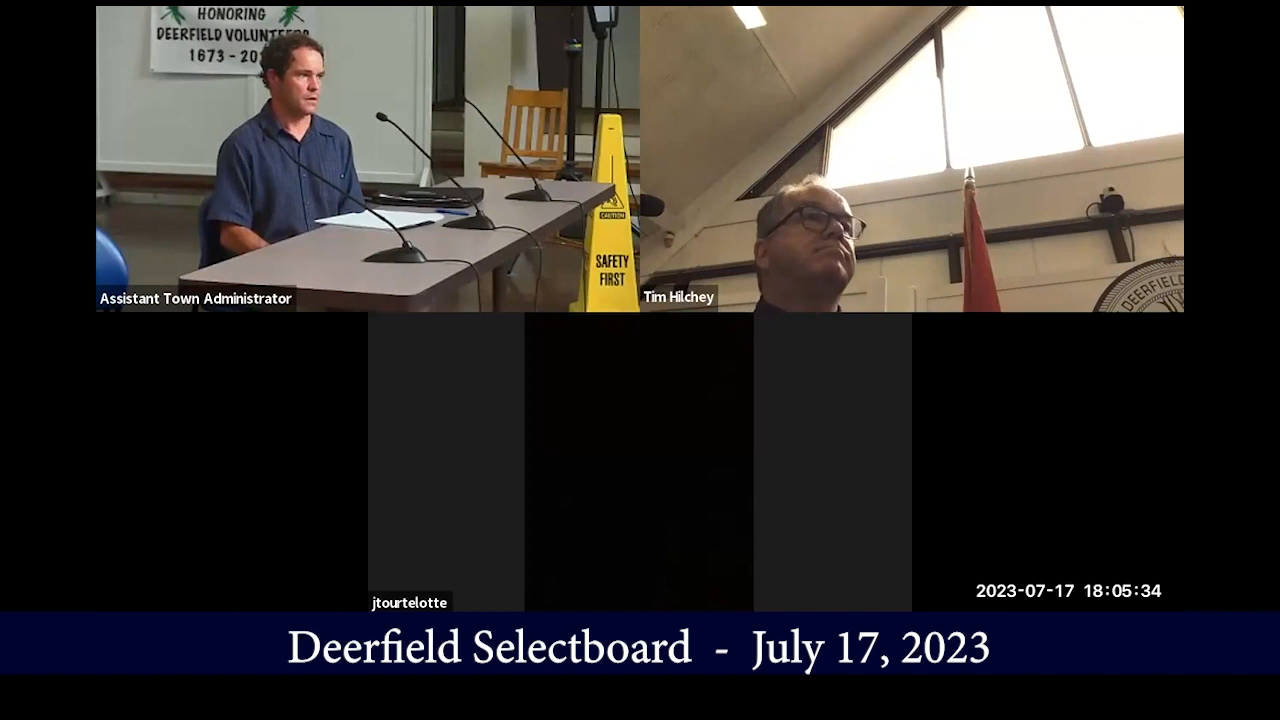 HONORING
DEERFIELD VOLUNTEERS
1673 - 20
CAUTION
SAFETY
FIRST
Assistant Town Administrator
Tim Hilchey
DEERFIELD
jtourtelotte
2023-07-17 18:05:34
Deerfield Selectboard - July 17, 2023